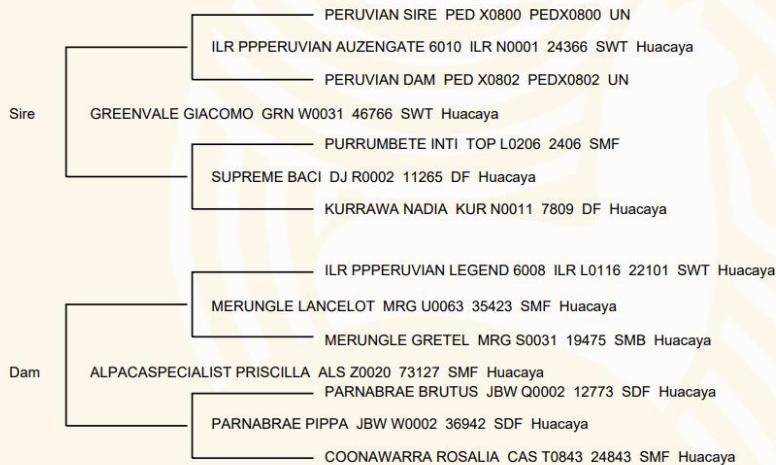 PERUVIAN SIRE PED X0800 PEDX0800 UN
ILR PPPERUVIAN AUZENGATE 6010 ILR N0001 24366 SWT Huacaya
PERUVIAN DAM PED X0802 PEDX0802 UN
Sire GREENVALE GIACOMO GRN W0031 46766 SWT Huacaya
PURRUMBETE INTI TOP L0206 2406 SMF
SUPREME BACI DJ R0002 11265 DF Huacaya
KURRAWA NADIA KUR N0011 7809 DF Huacaya
ILR PPPERUVIAN LEGEND 6008 ILR L0116 22101 SWT Huacaya
MERUNGLE LANCELOT MRG U0063 35423 SMF Huacaya
MERUNGLE GRETEL MRG S0031 19475 SMB Huacaya
Dam ALPACASPECIALIST PRISCILLA ALS Z0020 73127 SMF Huacaya
PARNABRAE BRUTUS JBW Q0002 12773 SDF Huacaya
PARNABRAE PIPPA JBW W0002 36942 SDF Huacaya
COONAWARRA ROSALIA CAS T0843 24843 SMF Huacaya